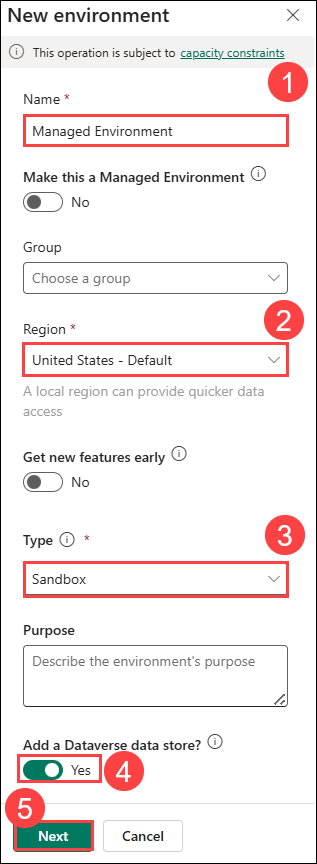 New environment
This operation is subject to capacity constraints
1
Name *
Managed Environment
Make this a Managed Environment
No
Group
Choose a group
2
Region *
United States - Default
A local region can provide quicker data
access
Get new features early
No
3
Type *
Sandbox
Purpose
Describe the environment's purpose
Add a Dataverse data store?
Yes
4
5
Next
Cancel